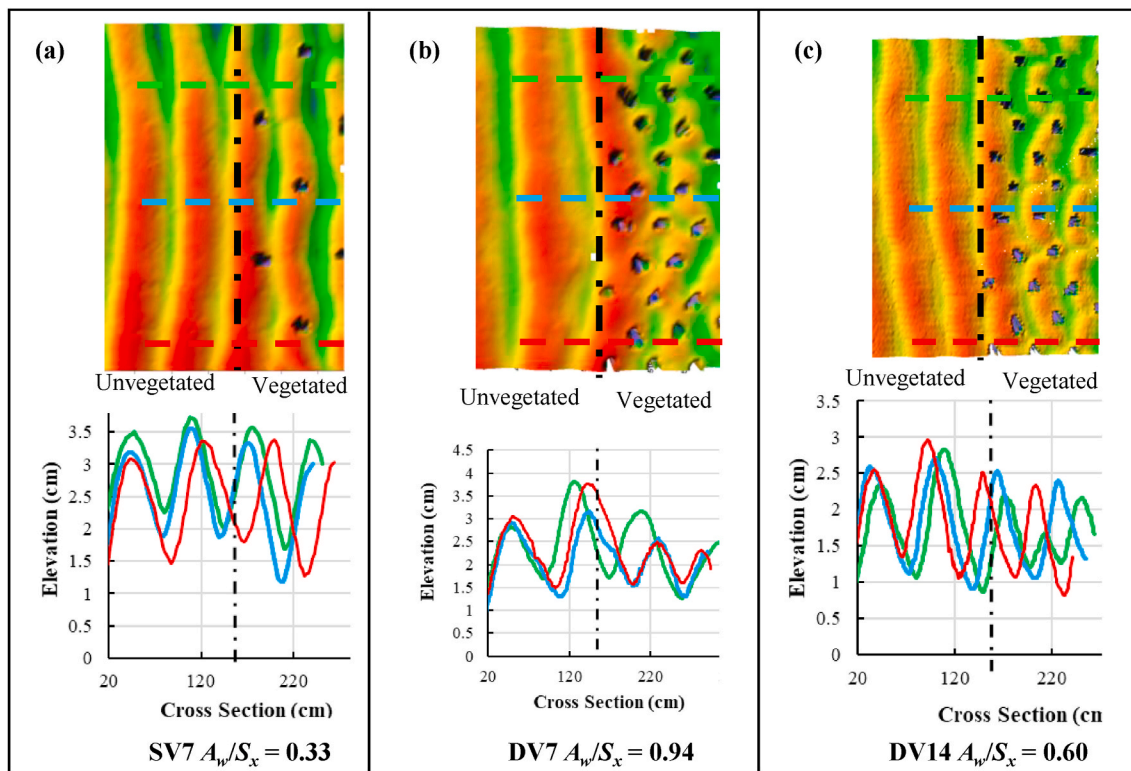 (a)
Unvegetated Vegetated
3.5
3
2.5
2
1.5
1
0.5
0
Elevation (cm)
20 120 220
Cross Section (cm)
SV7 Aw/Sx = 0.33
(b)
Unvegetated Vegetated
4.5
4
3.5
3
2.5
2
1.5
1
0.5
0
Elevation (cm)
20 120 220
Cross Section (cm)
DV7 Aw/Sx = 0.94
(c)
Unvegetated Vegetated
3.5
3
2.5
2
1.5
1
0.5
0
Elevation (cm)
20 120 220
Cross Section (cm
DV14 Aw/Sx = 0.60